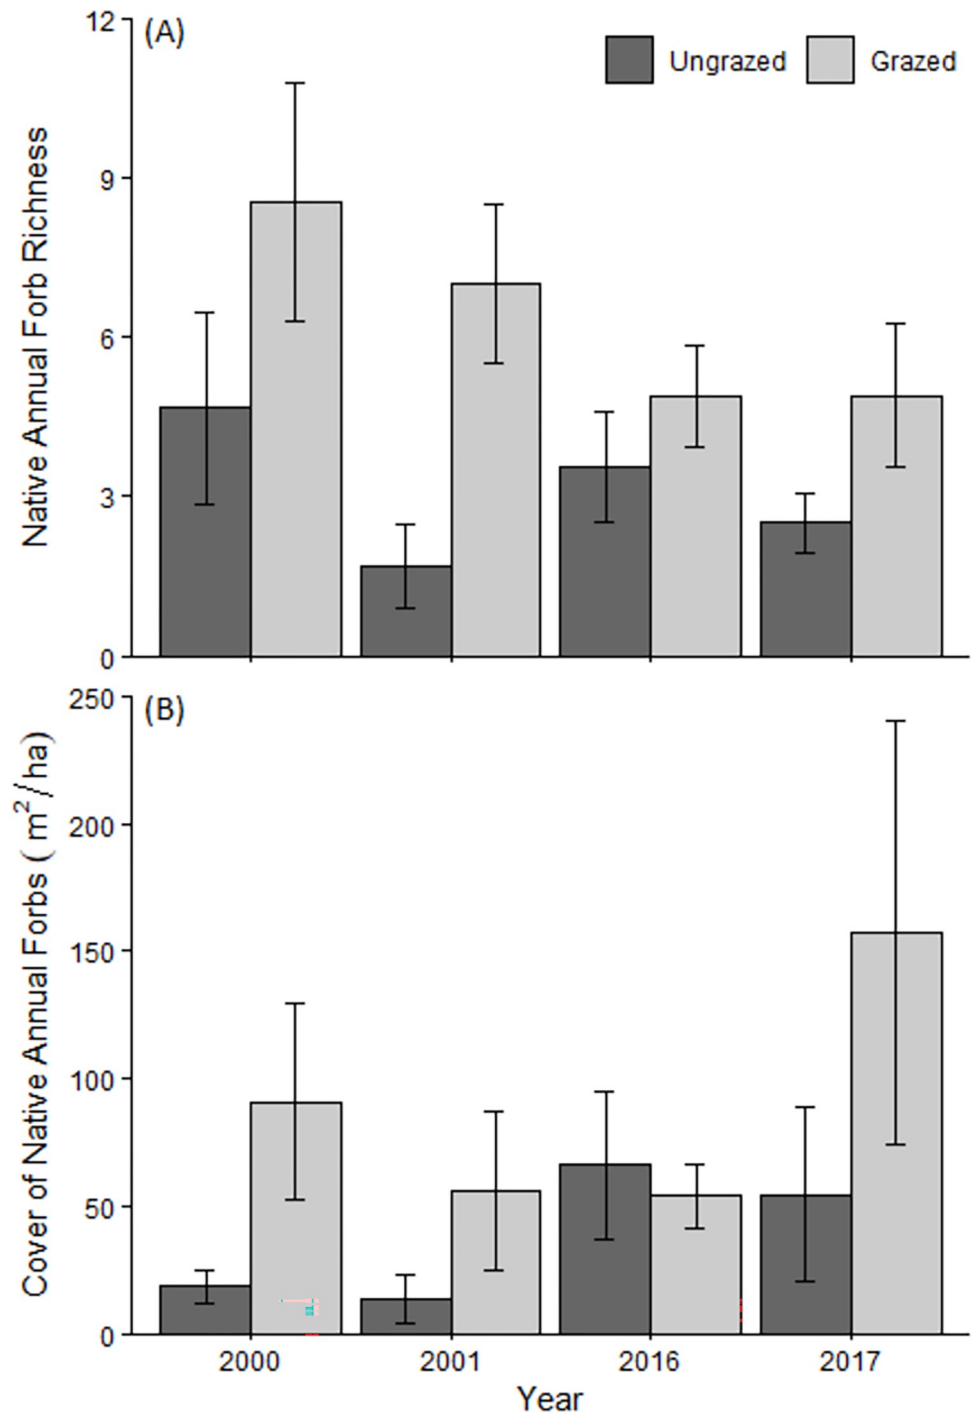 (A)
Ungrazed
Grazed
Native Annual Forb Richness
12
9
6
3
0
(B)
Cover of Native Annual Forbs ( m²/ha)
250
200
150
100
50
0
2000
2001
2016
2017
Year